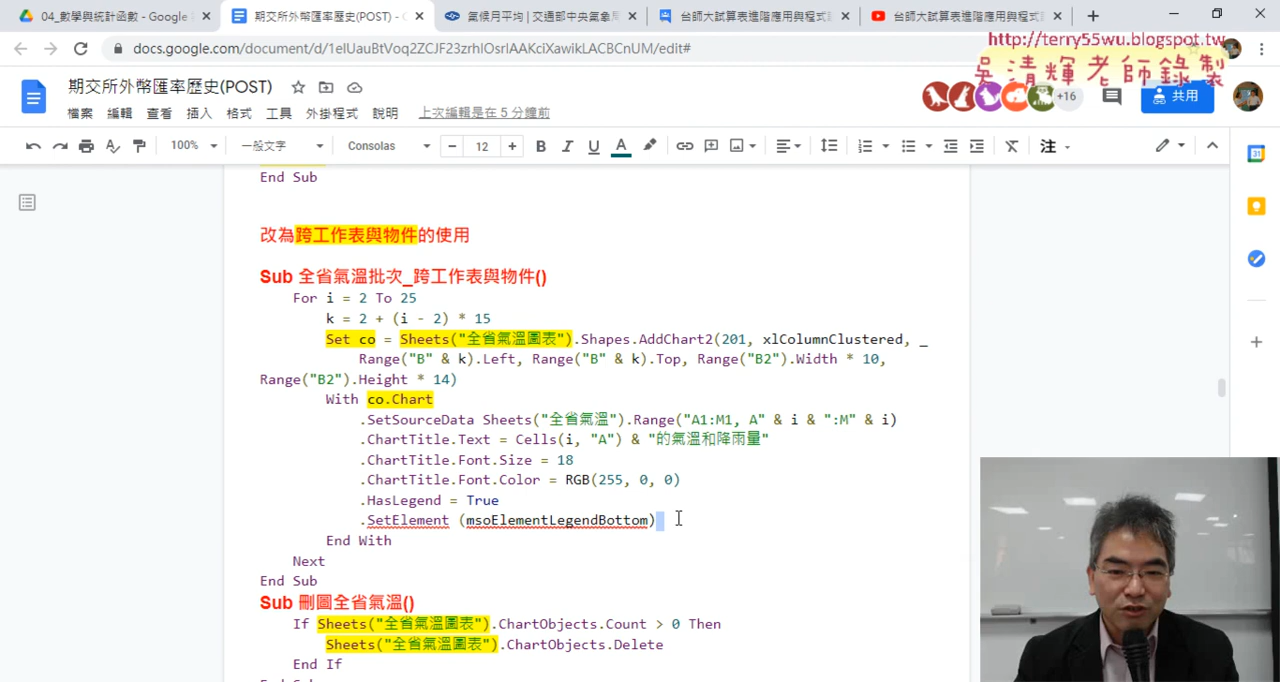 04_數學與統計函數 - Google
期交所外幣匯率歷史(POST) - G
氣候月平均 | 交通部中央氣象局
台師大試算表進階應用與程式設
台師大試算表進階應用與程式設
docs.google.com/document/d/1elUauBtVoq2ZCJF23zrhlOsrlAAKciXawikLACBCnUM/edit#
http://terry55wu.blogspot.tw
吳清輝老師錄製
期交所外幣匯率歷史(POST)
檔案 編輯 查看 插入 格式 工具 外掛程式 說明 上次編輯是在 5 分鐘前
+16
共用
100% 一般文字 Consolas 12 B I U A 注
End Sub
改為跨工作表與物件的使用
Sub 全省氣溫批次_跨工作表與物件()
For i = 2 To 25
k = 2 + (i - 2) * 15
Set co = Sheets("全省氣溫圖表").Shapes.AddChart2(201, xlColumnClustered, _
Range("B" & k).Left, Range("B" & k).Top, Range("B2").Width * 10,
Range("B2").Height * 14)
With co.Chart
.SetSourceData Sheets("全省氣溫").Range("A1:M1, A" & i & ":M" & i)
.ChartTitle.Text = Cells(i, "A") & "的氣溫和降雨量"
.ChartTitle.Font.Size = 18
.ChartTitle.Font.Color = RGB(255, 0, 0)
.HasLegend = True
.SetElement (msoElementLegendBottom)
End With
Next
End Sub
Sub 刪圖全省氣溫()
If Sheets("全省氣溫圖表").ChartObjects.Count > 0 Then
Sheets("全省氣溫圖表").ChartObjects.Delete
End If
End Sub